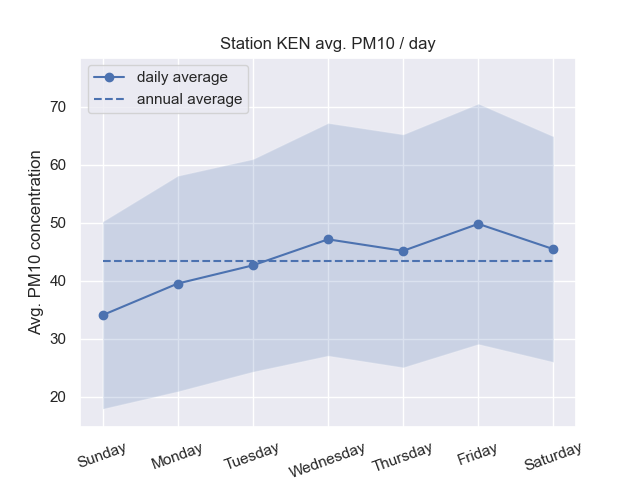 Station KEN avg. PM10 / day
daily average
annual average
Avg. PM10 concentration
70
60
50
40
30
20
Sunday
Monday
Tuesday
Wednesday
Thursday
Friday
Saturday